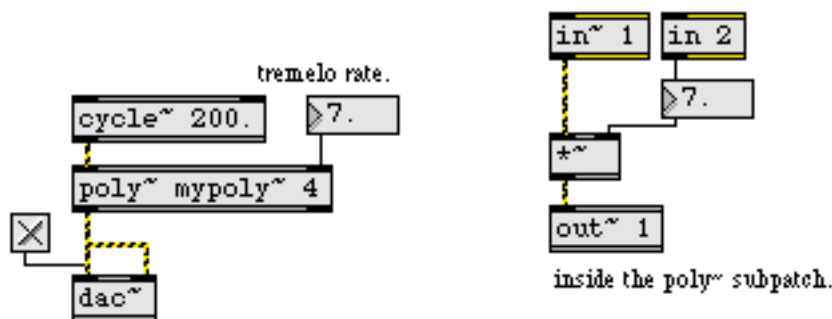 tremelo rate.
cycle~ 200.
7.
poly~ mypoly~ 4
dac~
in~ 1
in 2
7.
*~
out~ 1
inside the poly~ subpatch.